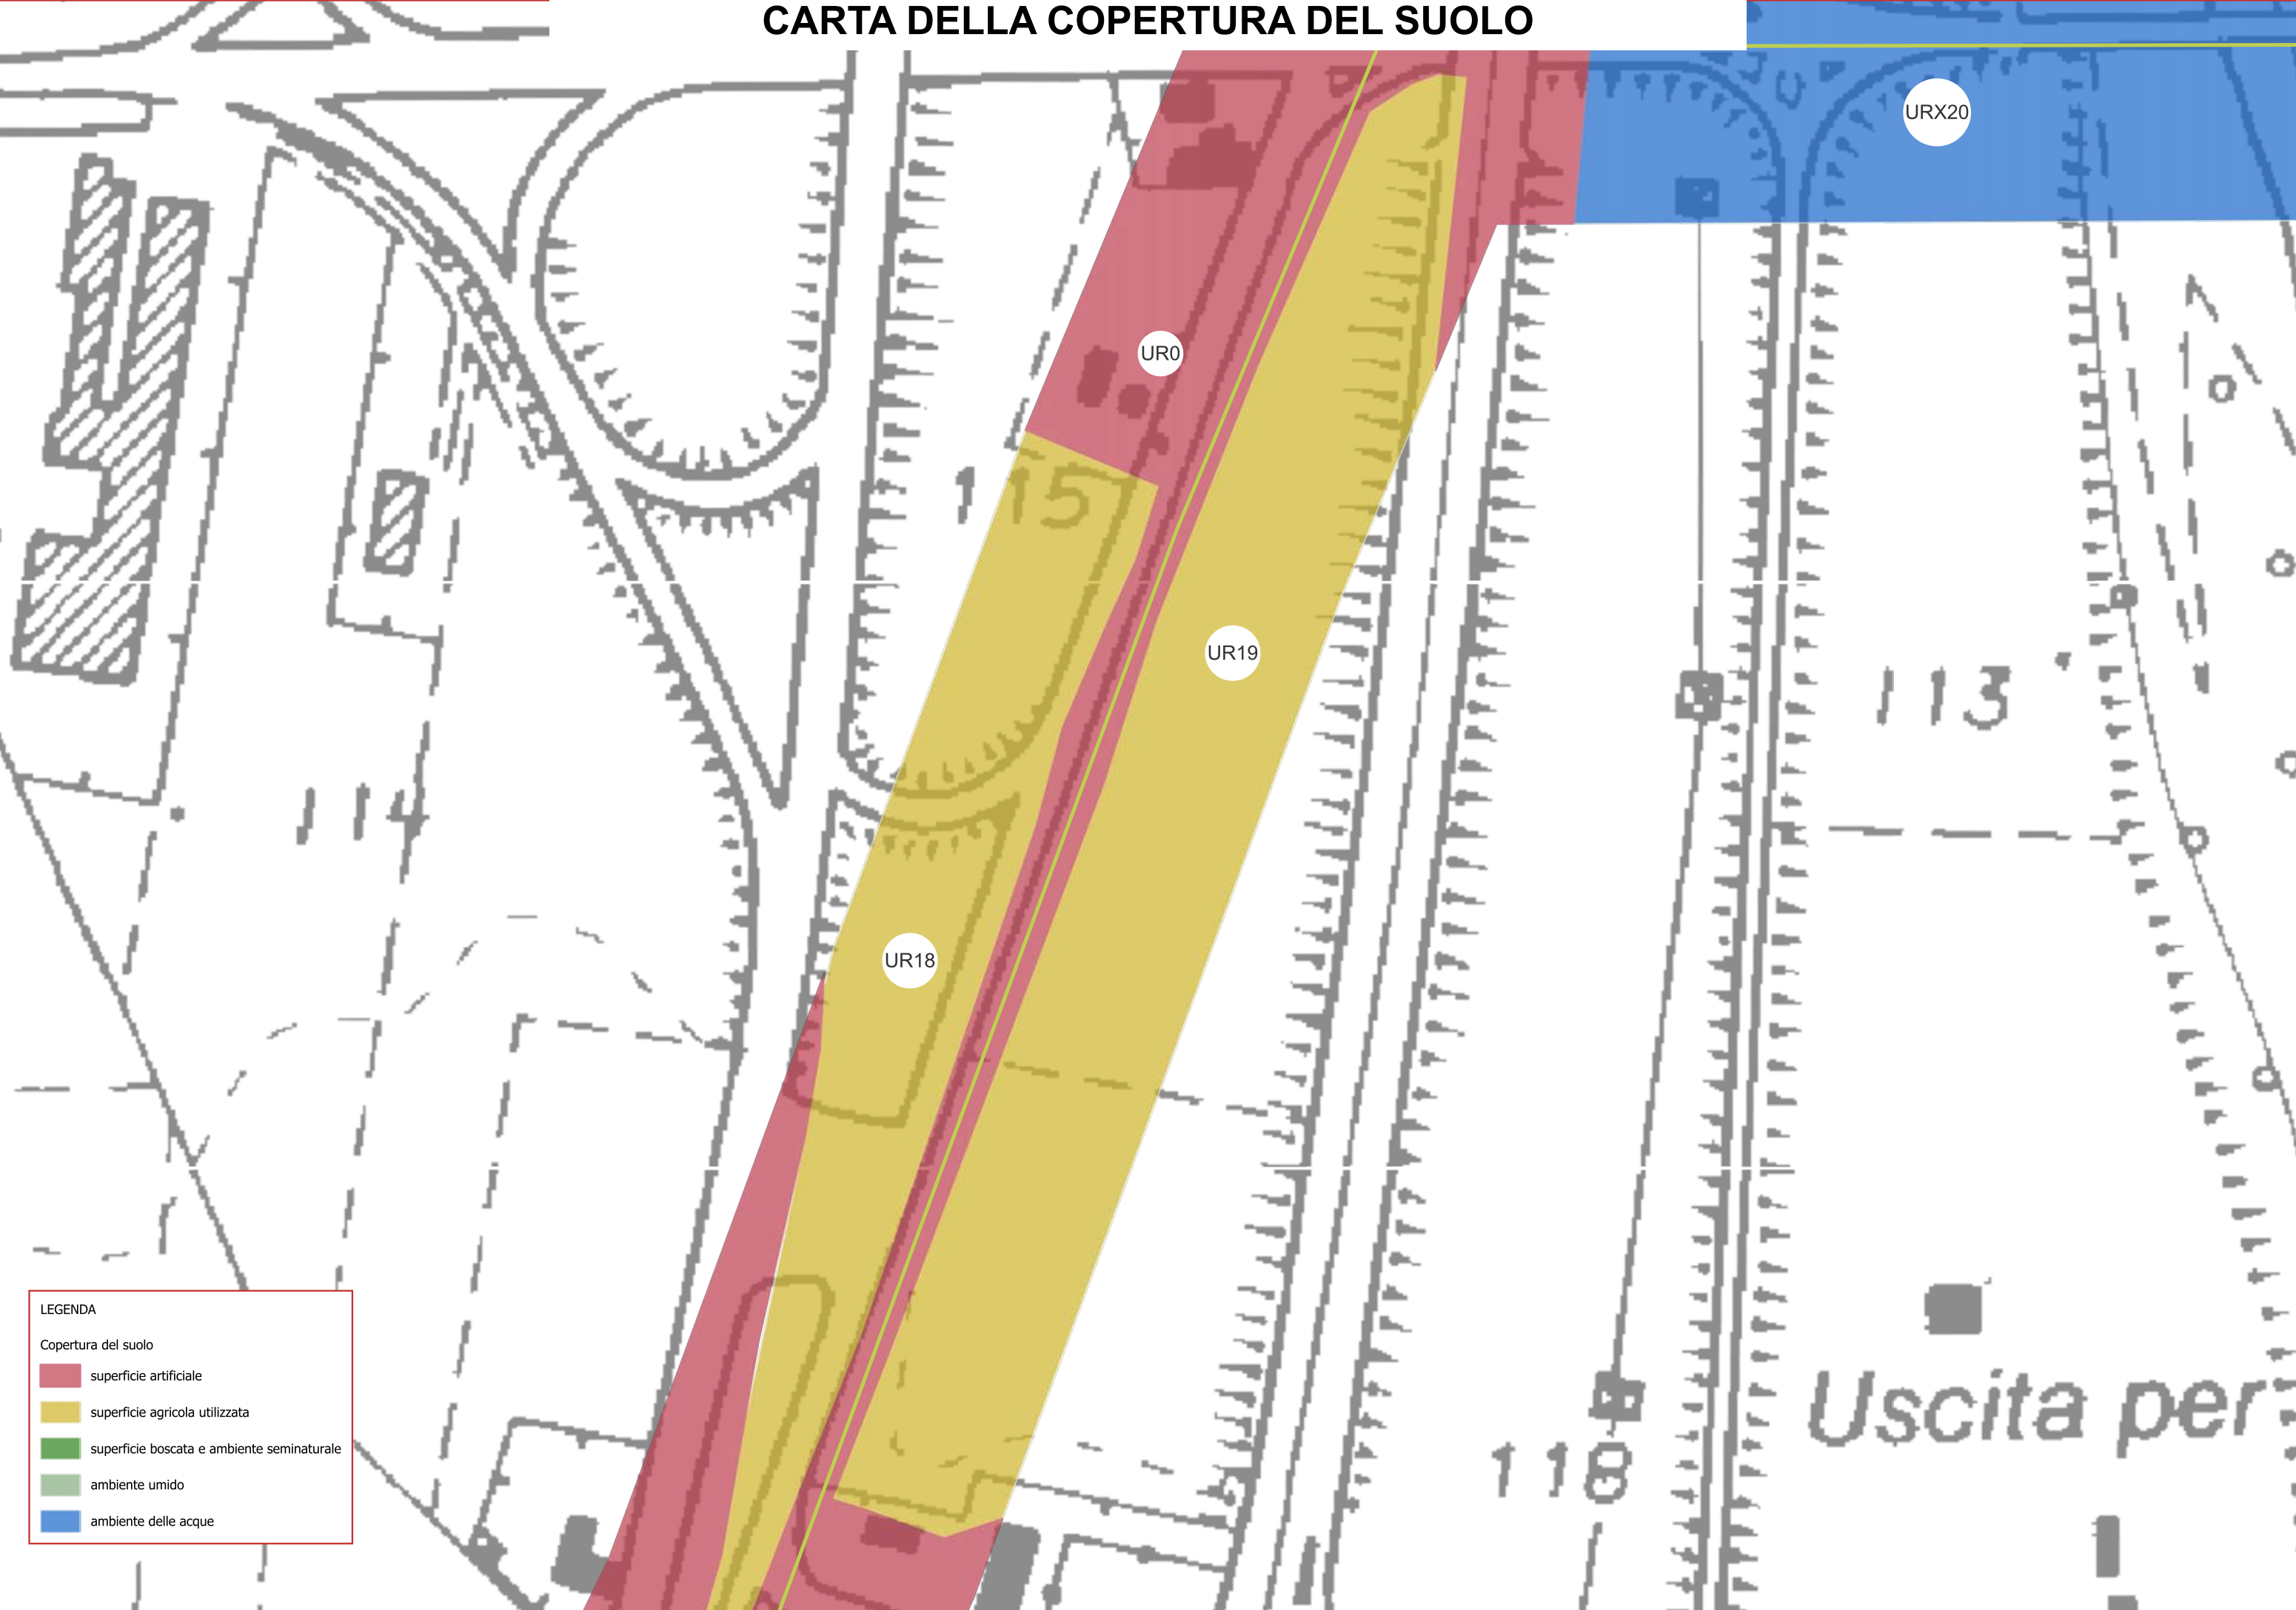 CARTA DELLA COPERTURA DEL SUOLO
URX20
UR0
115
UR19
113
114
UR18
LEGENDA
Copertura del suolo
superficie artificiale
superficie agricola utilizzata
superficie boscata e ambiente seminaturale
ambiente umido
ambiente delle acque
Uscita per
118